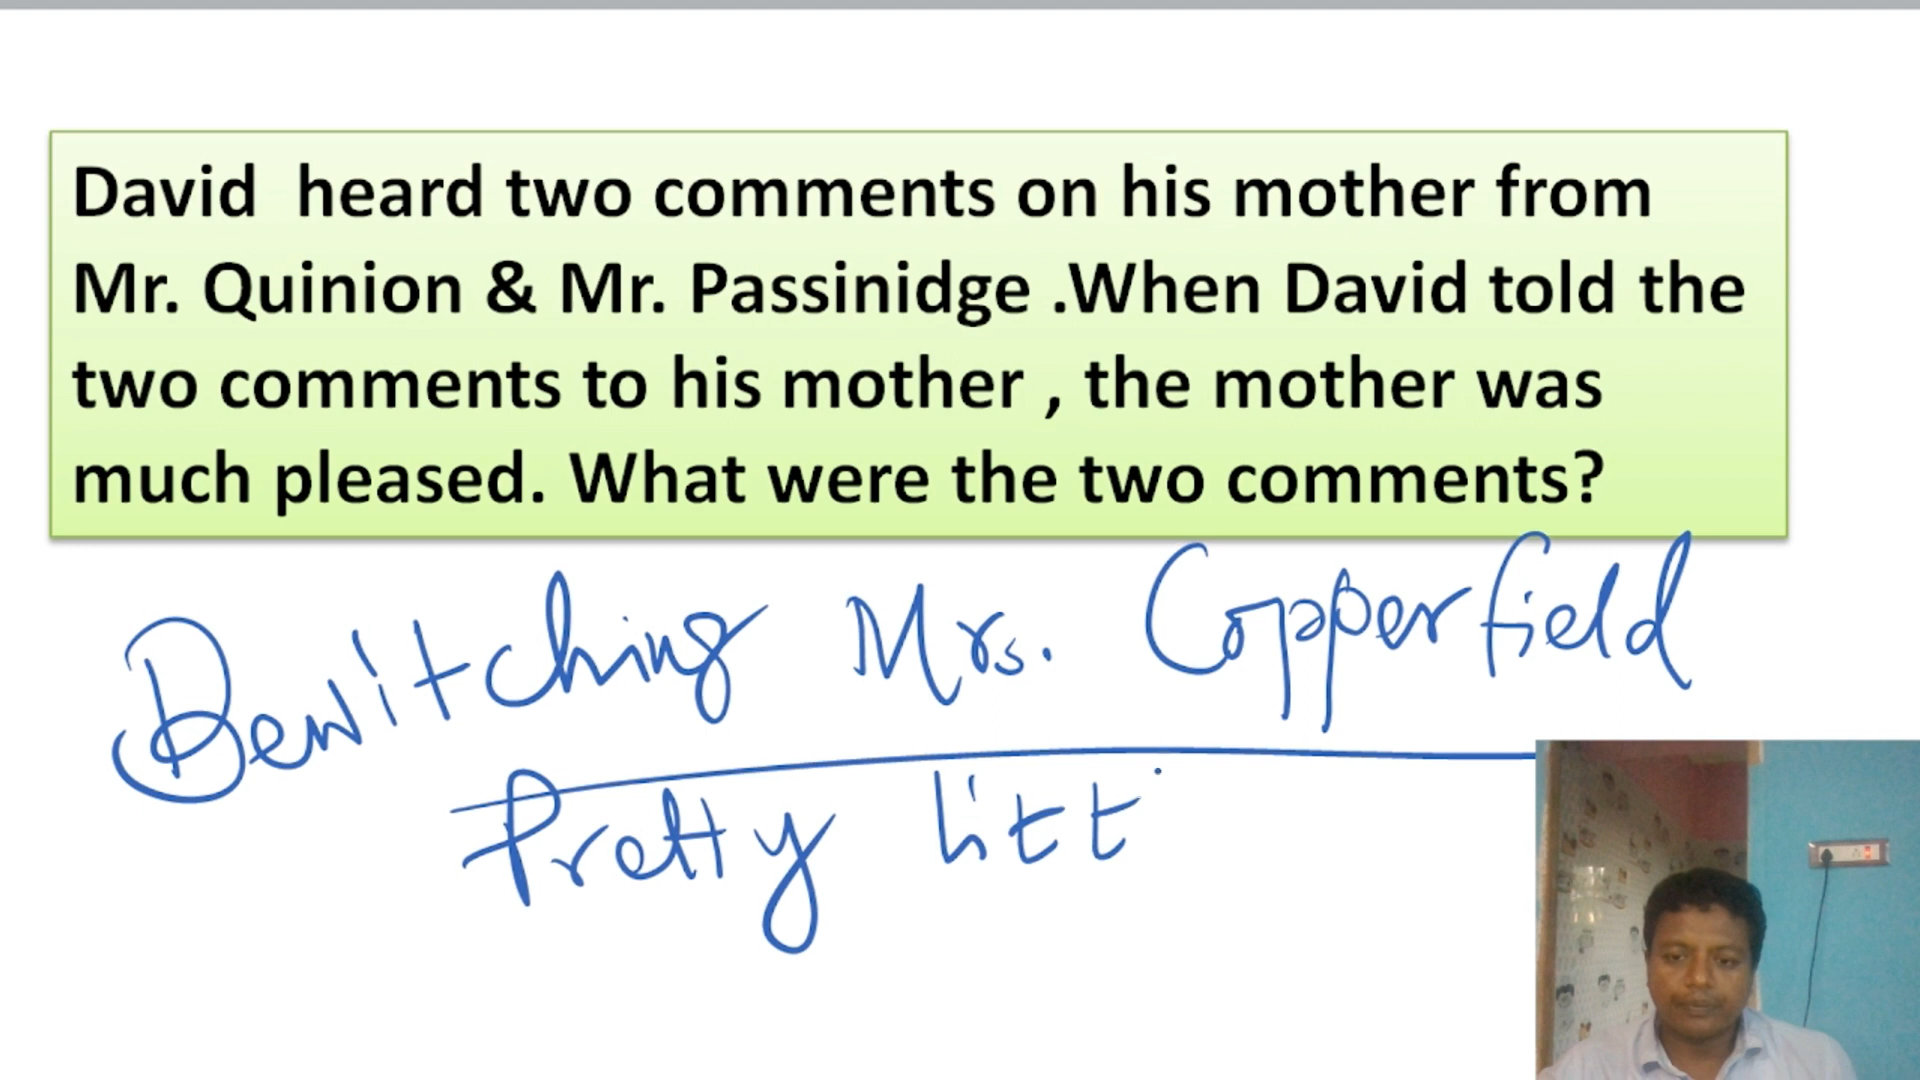 David heard two comments on his mother from
Mr. Quinion & Mr. Passinidge .When David told the
two comments to his mother , the mother was
much pleased. What were the two comments?
Bewitching Mrs. Copperfield
Pretty litt